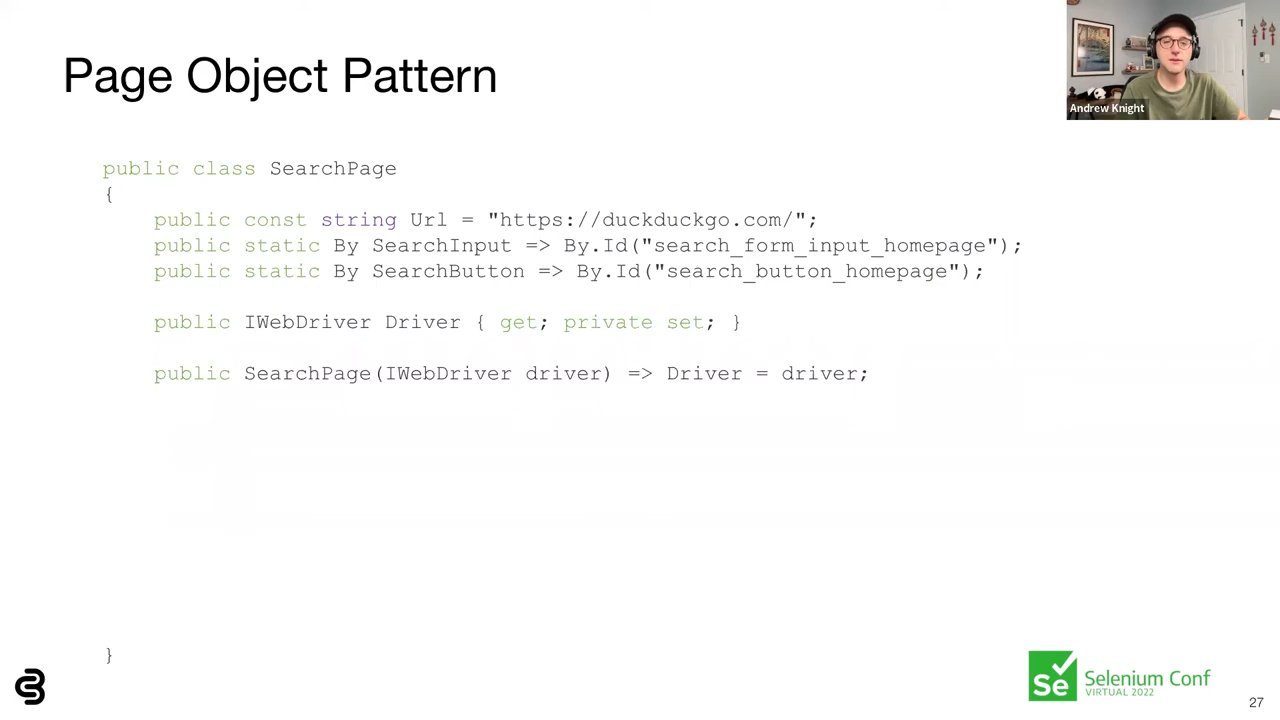 Page Object Pattern
Andrew Knight
public class SearchPage
{
public const string Url = "https://duckduckgo.com/";
public static By SearchInput => By.Id("search_form_input_homepage");
public static By SearchButton => By.Id("search_button_homepage");
public IWebDriver Driver { get; private set; }
public SearchPage(IWebDriver driver) => Driver = driver;
}
Se
Selenium Conf
VIRTUAL 2022
27